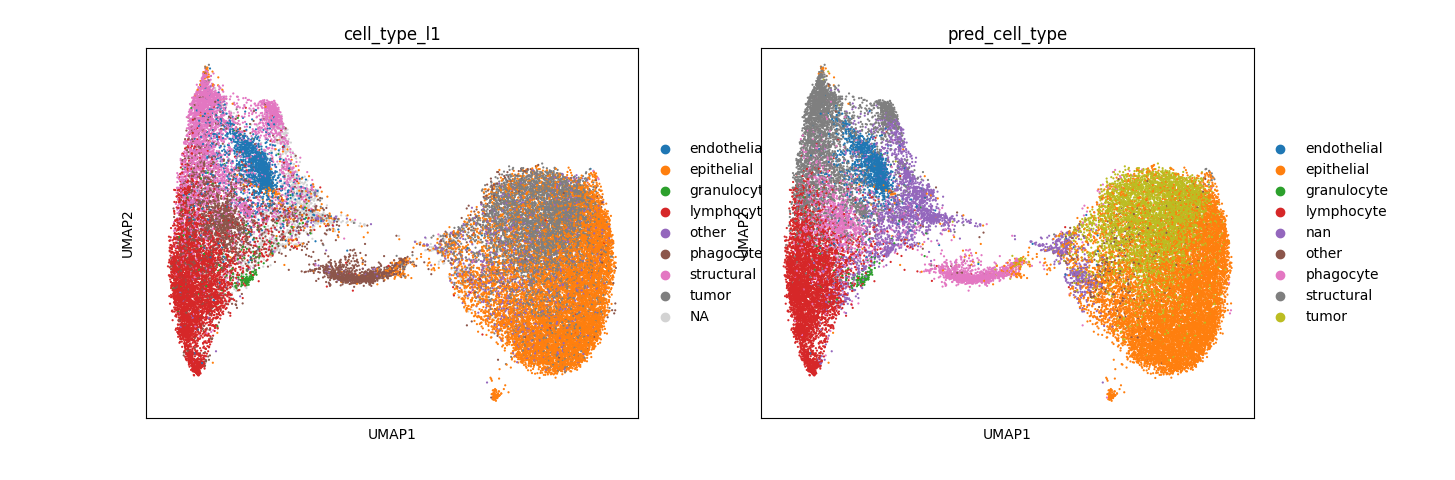 cell_type_l1
UMAP2
UMAP1
endothelia
epithelial
granulocyt
lymphocyt
other
phagocyte
structural
tumor
NA
pred_cell_type
UMAP2
UMAP1
endothelial
epithelial
granulocyte
lymphocyte
nan
other
phagocyte
structural
tumor